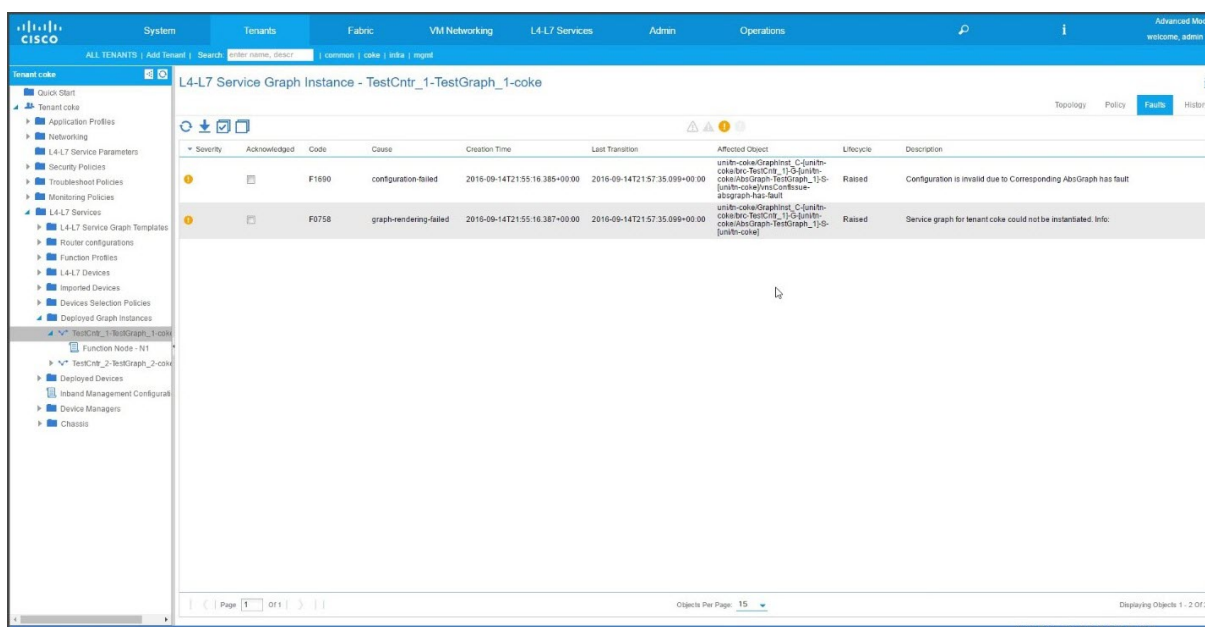 CISCO
System
Tenants
Fabric
VM Networking
L4-L7 Services
Admin
Operations
i
Advanced Mod
welcome, admin
ALL TENANTS | Add Tenant | Search: enter name, descr | common | coke | infra | mgmt
Tenant coke
Quick Start
Tenant coke
Application Profiles
Networking
L4-L7 Service Parameters
Security Policies
Troubleshoot Policies
Monitoring Policies
L4-L7 Services
L4-L7 Service Graph Templates
Router configurations
Function Profiles
L4-L7 Devices
Imported Devices
Devices Selection Policies
Deployed Graph Instances
TestCntr_1-TestGraph_1-coke
Function Node - N1
TestCntr_2-TestGraph_2-coke
Deployed Devices
Inband Management Configurati
Device Managers
Chassis
L4-L7 Service Graph Instance - TestCntr_1-TestGraph_1-coke
Topology Policy Faults Histor
Severity Acknowledged Code Cause Creation Time Last Transition Affected Object Lifecycle Description
F1690 configuration-failed 2016-09-14T21:55:16.385+00:00 2016-09-14T21:57:35.099+00:00
uni/tn-coke/GraphInst_C-[uni/tn-
coke/brc-TestCntr_1]-G-[uni/tn-
coke/AbsGraph-TestGraph_1]-S-
[uni/tn-coke]/vnsConfIssue-
absgraph-has-fault
Raised Configuration is invalid due to Corresponding AbsGraph has fault
F0758 graph-rendering-failed 2016-09-14T21:55:16.387+00:00 2016-09-14T21:57:35.099+00:00
uni/tn-coke/GraphInst_C-[uni/tn-
coke/brc-TestCntr_1]-G-[uni/tn-
coke/AbsGraph-TestGraph_1]-S-
[uni/tn-coke]
Raised Service graph for tenant coke could not be instantiated. Info:
Page 1 Of 1
Objects Per Page: 15
Displaying Objects 1 - 2 Of